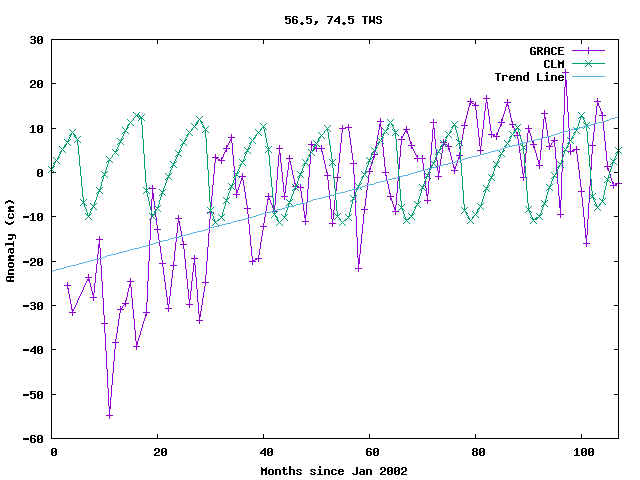 56.5, 74.5 TWS
30
20
10
0
-10
-20
-30
-40
-50
-60
Anomaly (cm)
GRACE
CLM
Trend Line
0 20 40 60 80 100
Months since Jan 2002